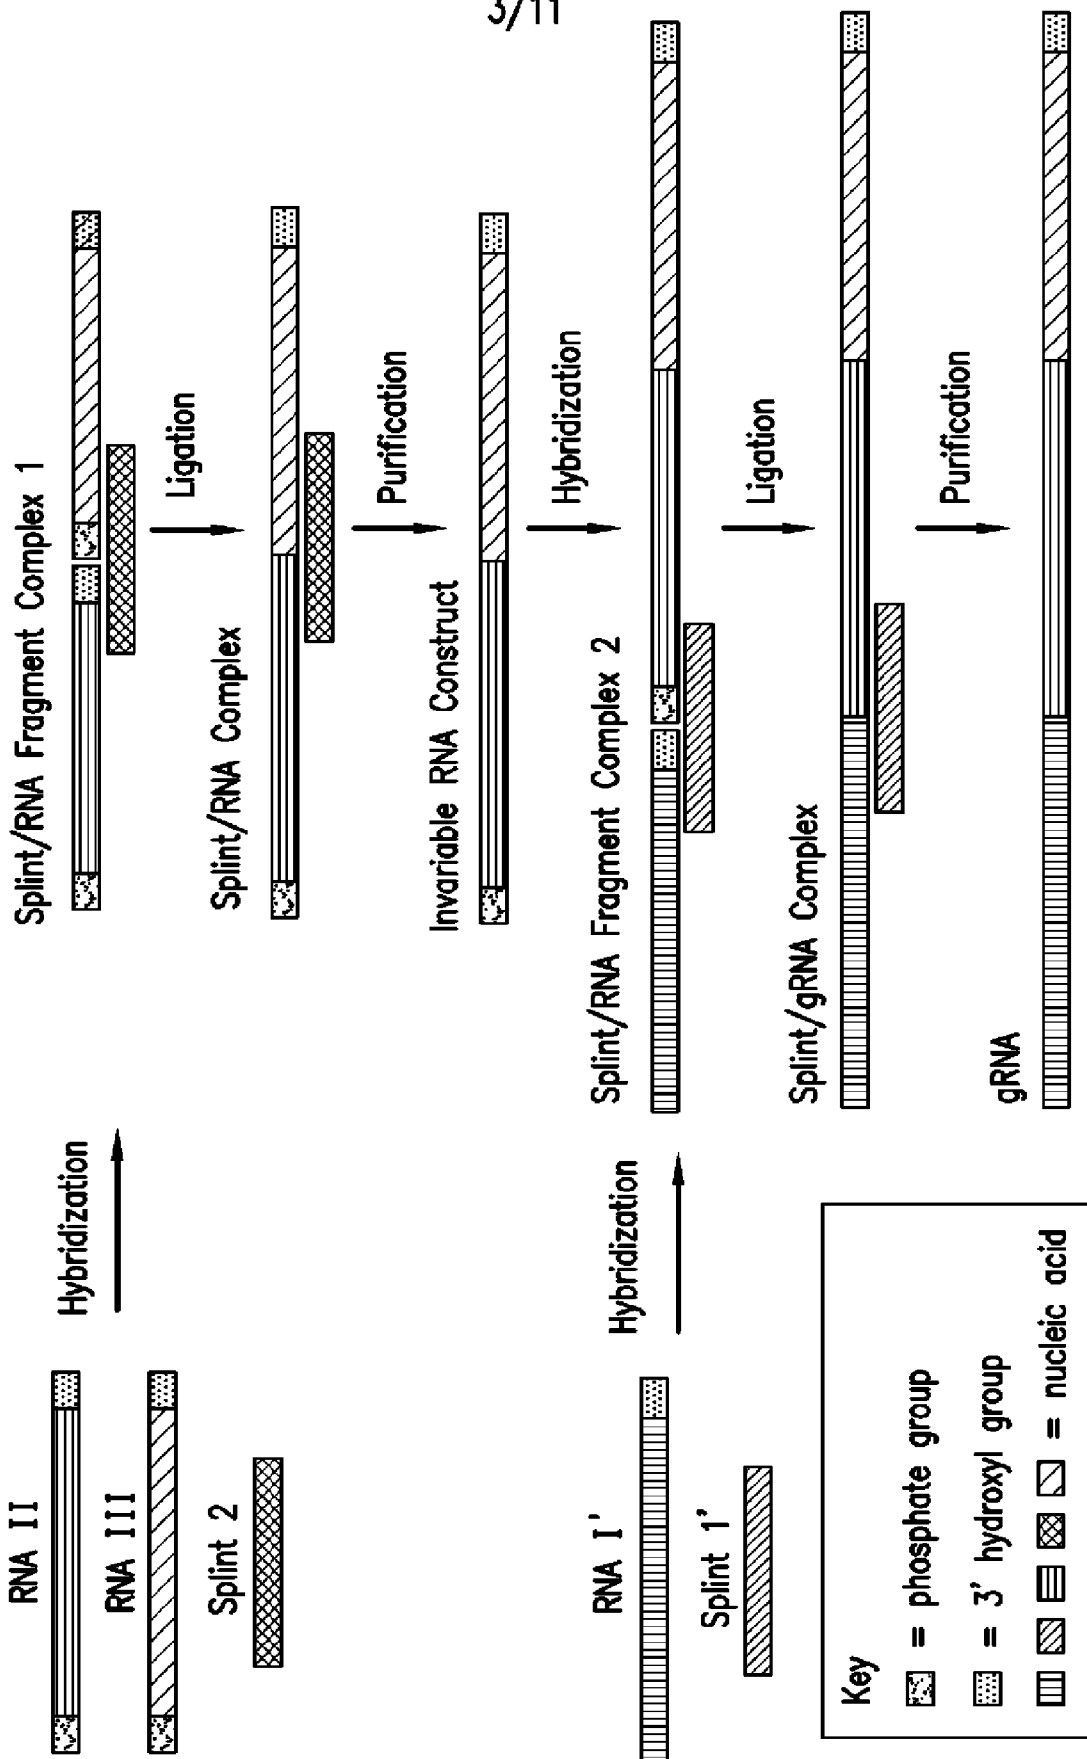 3/11
RNA II
RNA III
Splint 2
Hybridization
Splint/RNA Fragment Complex 1
Ligation
Splint/RNA Complex
Purification
Invariable RNA Construct
Hybridization
RNA I'
Splint 1'
Hybridization
Splint/RNA Fragment Complex 2
Ligation
Splint/gRNA Complex
Purification
gRNA
Key
= phosphate group
= 3' hydroxyl group
= nucleic acid